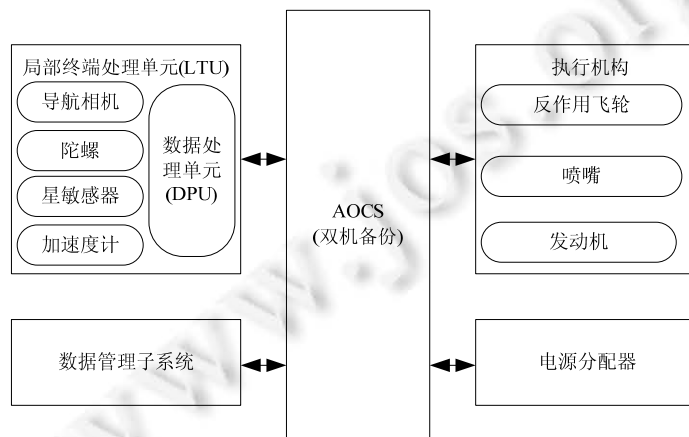 局部终端处理单元(LTU)
导航相机
陀螺
星敏感器
加速度计
数据处
理单元
(DPU)
数据管理子系统
AOCS
(双机备份)
执行机构
反作用飞轮
喷嘴
发动机
电源分配器
www.jos.or